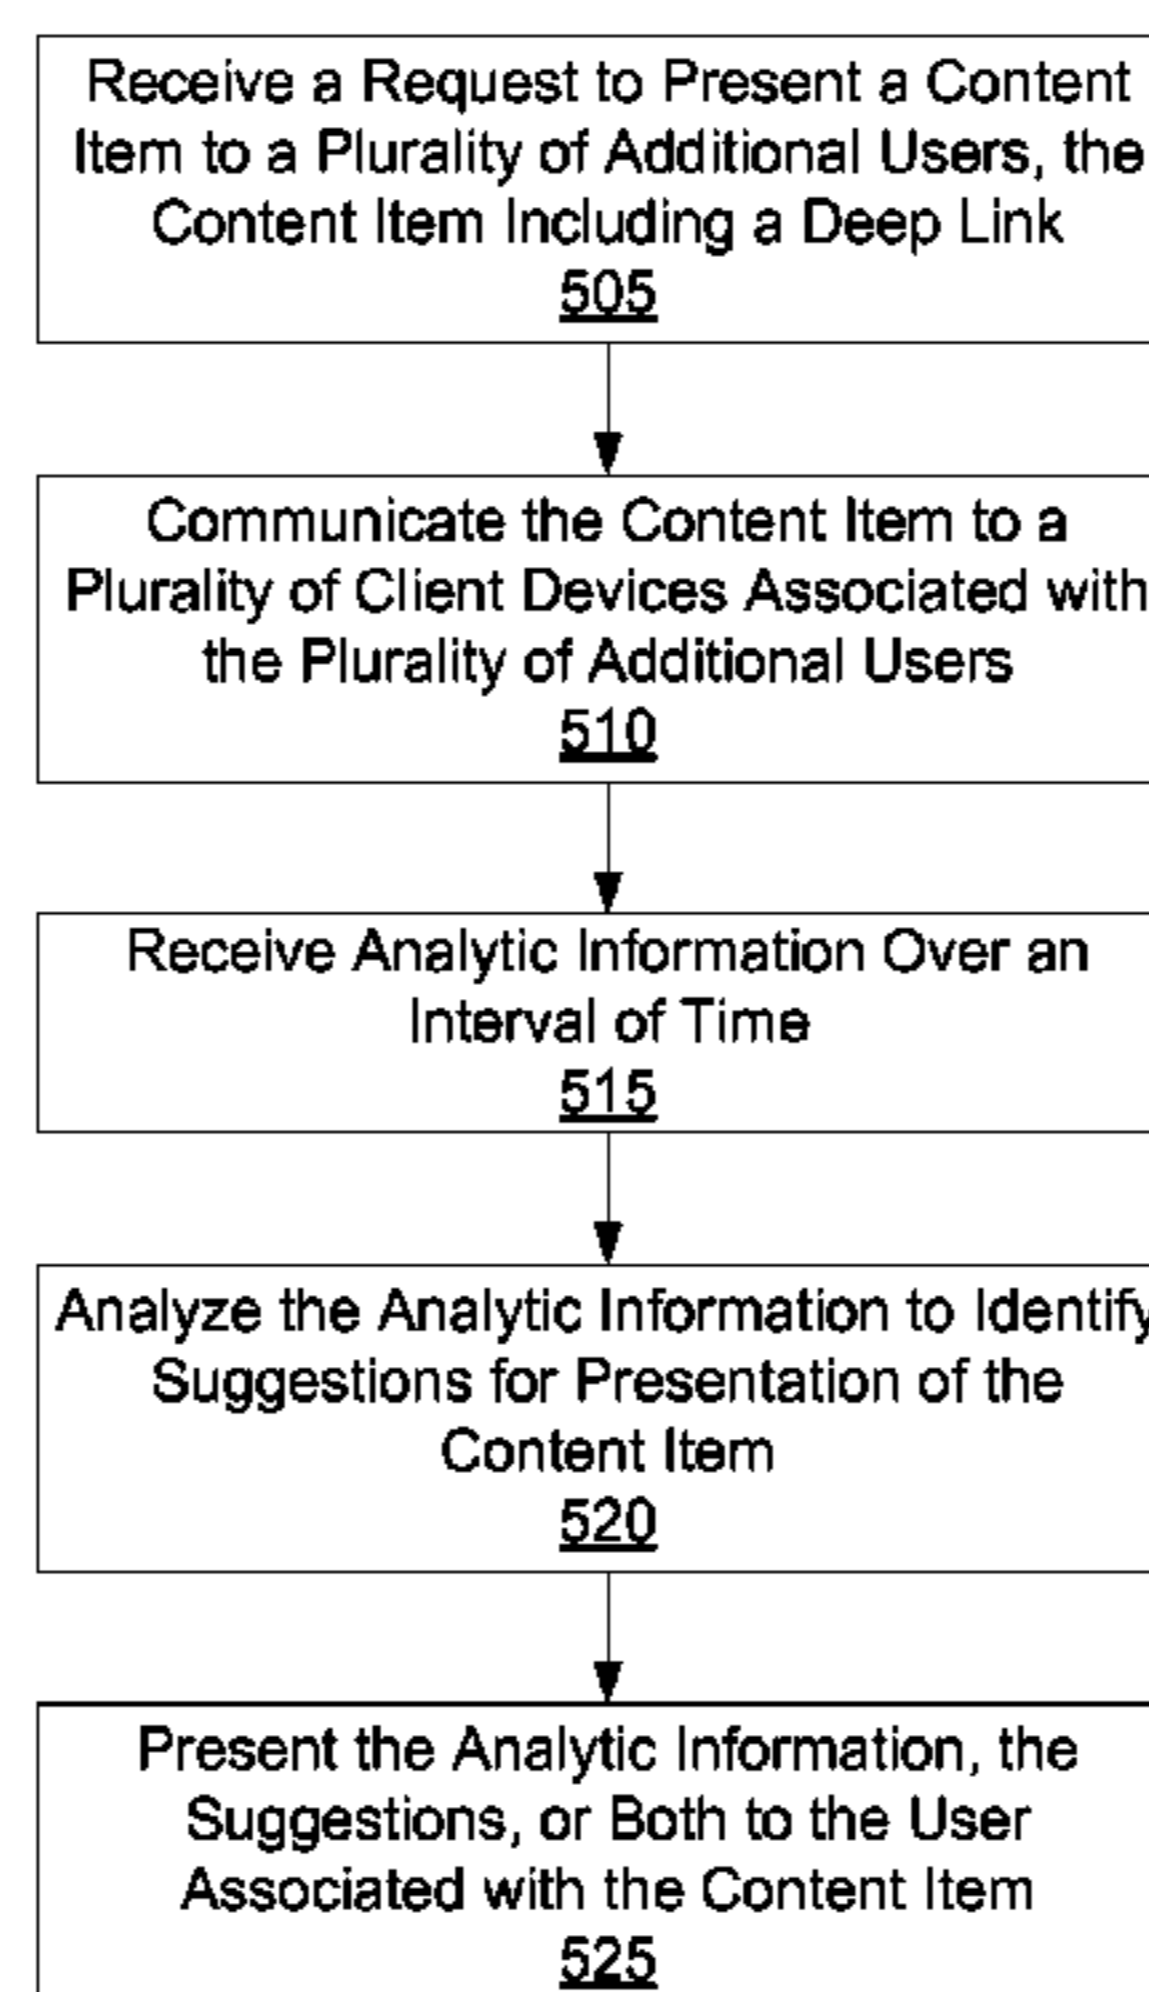 Receive a Request to Present a Content
Item to a Plurality of Additional Users, the
Content Item Including a Deep Link
505
Communicate the Content Item to a
Plurality of Client Devices Associated with
the Plurality of Additional Users
510
Receive Analytic Information Over an
Interval of Time
515
Analyze the Analytic Information to Identify
Suggestions for Presentation of the
Content Item
520
Present the Analytic Information, the
Suggestions, or Both to the User
Associated with the Content Item
525